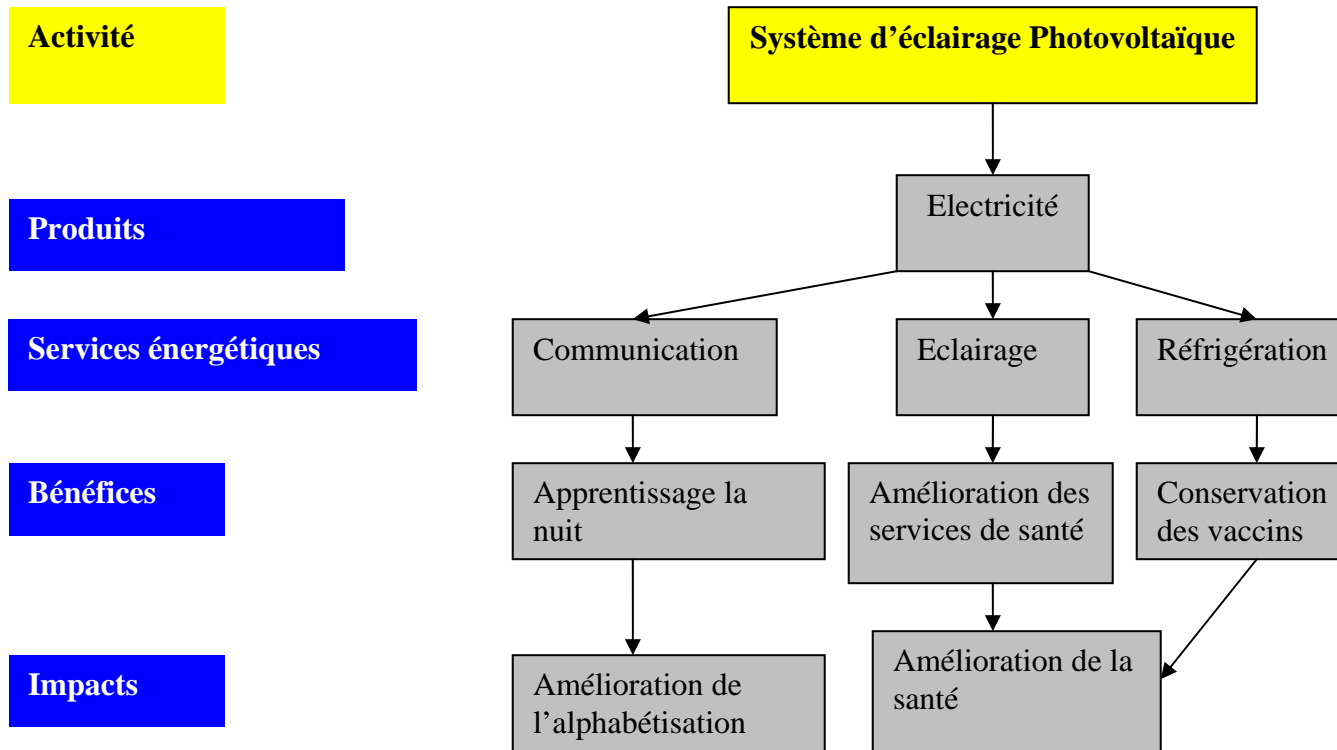 Activité
Système d’éclairage Photovoltaïque
Produits
Electricité
Services énergétiques
Communication
Eclairage
Réfrigération
Bénéfices
Apprentissage la
nuit
Amélioration des
services de santé
Conservation
des vaccins
Impacts
Amélioration de
l’alphabétisation
Amélioration de la
santé